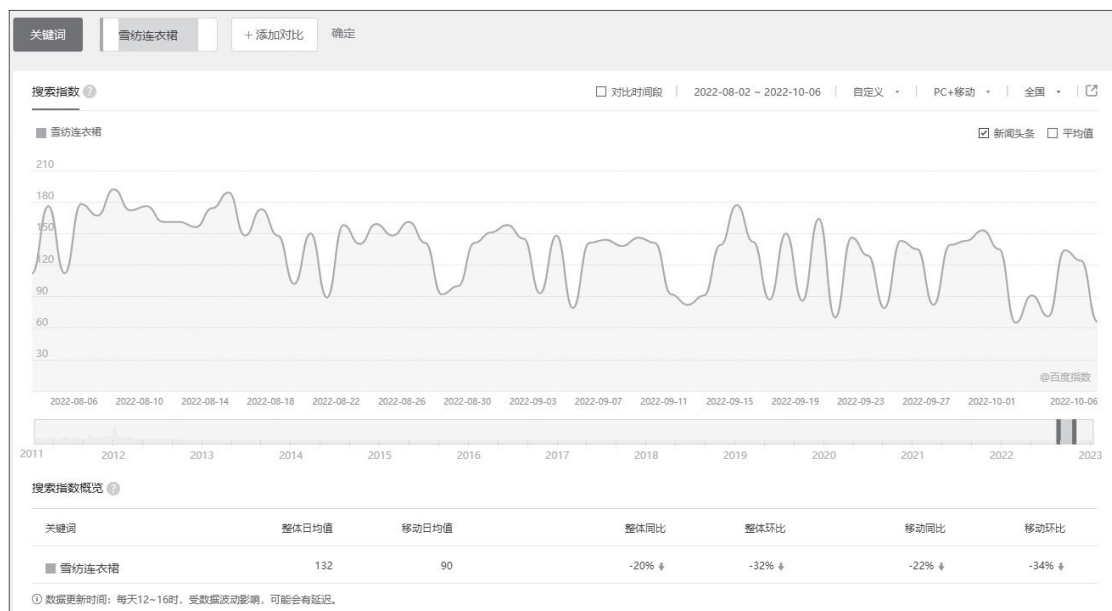 关键词 雪纺连衣裙 +添加对比 确定
搜索指数 ? 对比时间段 2022-08-02 ~ 2022-10-06 自定义 PC+移动 全国
雪纺连衣裙 新闻头条 平均值
210
180
150
120
90
60
30
@百度指数
2022-08-06 2022-08-10 2022-08-14 2022-08-18 2022-08-22 2022-08-26 2022-08-30 2022-09-03 2022-09-07 2022-09-11 2022-09-15 2022-09-19 2022-09-23 2022-09-27 2022-10-01 2022-10-06
2011 2012 2013 2014 2015 2016 2017 2018 2019 2020 2021 2022 2023
搜索指数概览 ?
关键词 整体日均值 移动日均值 整体同比 整体环比 移动同比 移动环比
雪纺连衣裙 132 90 -20% -32% -22% -34%
数据更新时间：每天12~16时，受数据波动影响，可能会有延迟。